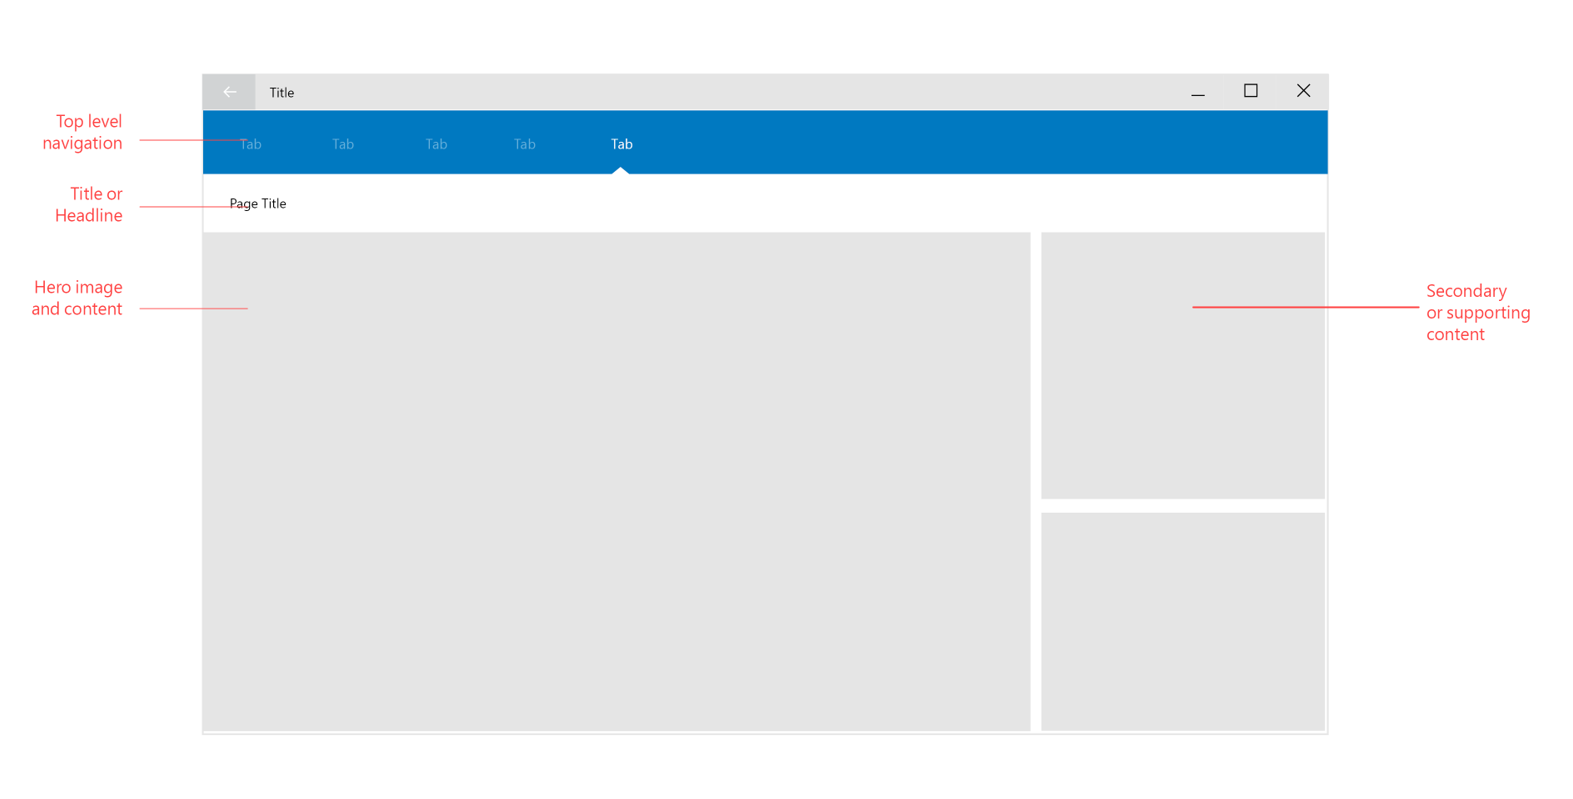 Title
Top level
navigation
Tab Tab Tab Tab Tab
Title or
Headline
Page Title
Hero image
and content
Secondary
or supporting
content